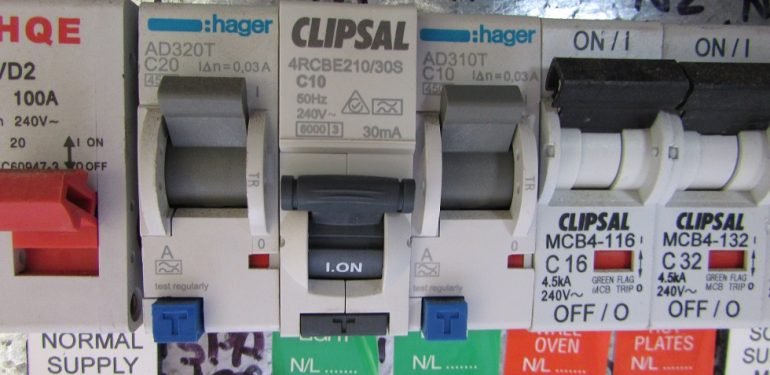 HQE
VD2
100A
240V~
20
I ON
C60947-3
OFF
NORMAL
SUPPLY
:hager
AD320T
C20 IΔn=0,03A
I
TR
0
A
test regularly
T
CLIPSAL
4RCBE210/30S
C10
50Hz
240V~
6000 3
30mA
I.ON
T
N/L .......
:hager
AD310T
C10 IΔn=0,03A
I
TR
0
A
test regularly
T
N/L .......
ON / I
CLIPSAL
MCB4-116
C 16
4.5kA
240V~
GREEN FLAG
MCB TRIP O
OFF / O
OVEN
N/L .......
ON / I
CLIPSAL
MCB4-132
C 32
4.5kA
240V~
GREEN FLAG
MCB TRIP O
OFF / O
PLATES
N/L .......